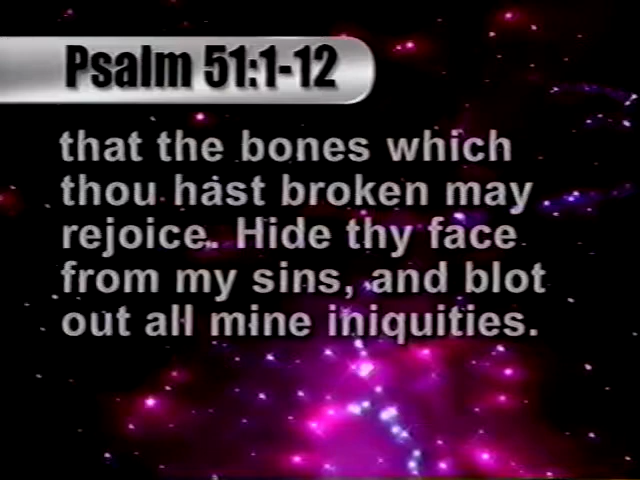 Psalm 51:1-12
that the bones which
thou hast broken may
rejoice. Hide thy face
from my sins, and blot
out all mine iniquities.